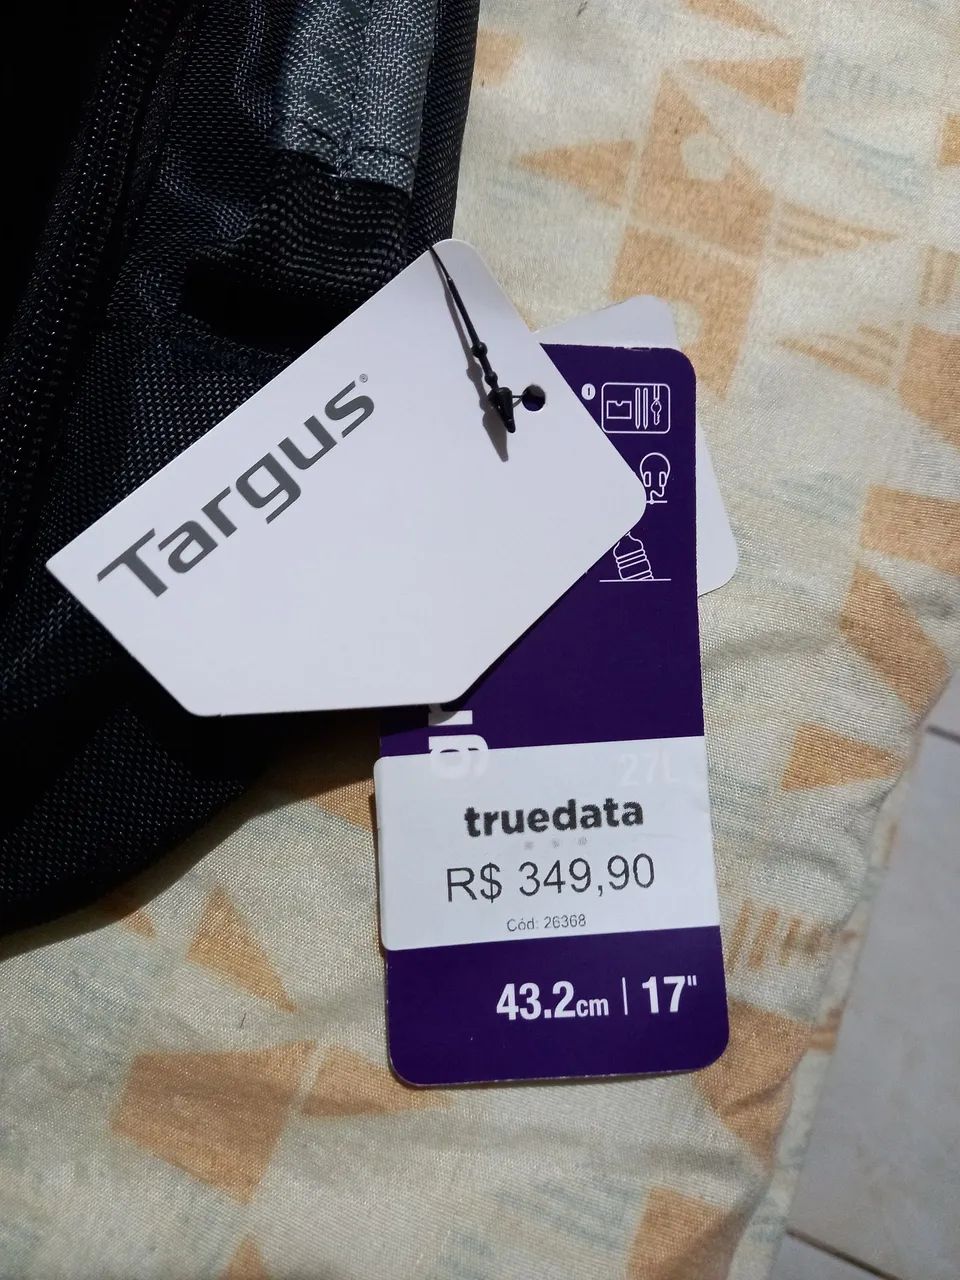 Targus®
27L
truedata
R$ 349,90
Cód: 26368
43.2cm | 17"